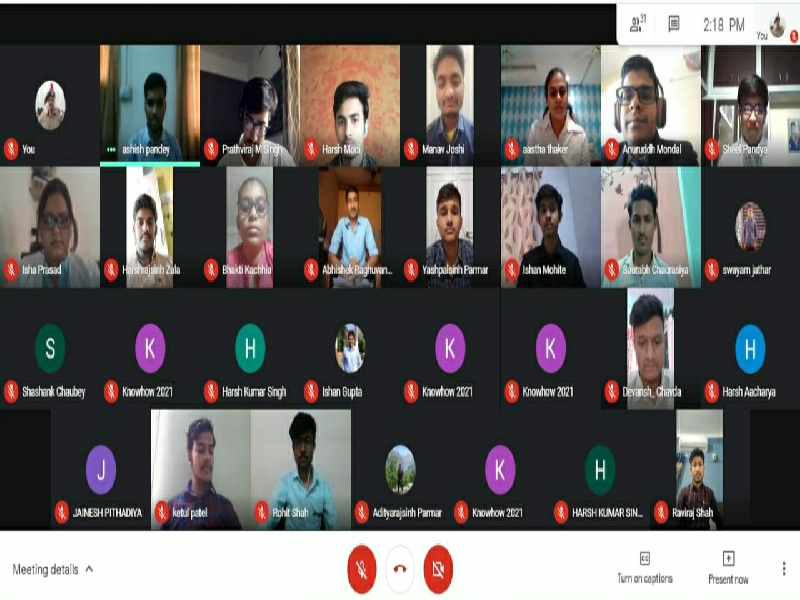 31
2:18 PM
You
You
ashish pandey
Prathviraj M Singh
Harsh Modi
Manav Joshi
aastha thaker
Anuruddh Mondal
Sheel Pandya
Isha Prasad
Harshrajsinh Zala
Bhakti Kachhia
Abhishek Raghuvan...
Yashpalsinh Parmar
Ishan Mohite
Saurabh Chaurasiya
swayam jathar
S
K
H
K
K
H
Shashank Chaubey
Knowhow 2021
Harsh Kumar Singh
Ishan Gupta
Knowhow 2021
Knowhow 2021
Devansh_Chavda
Harsh Aacharya
J
K
H
JAINESH PITHADIYA
ketul patel
Rohit Shah
Adityarajsinh Parmar
Knowhow 2021
HARSH KUMAR SIN...
Raviraj Shah
Meeting details
Turn on captions
Present now